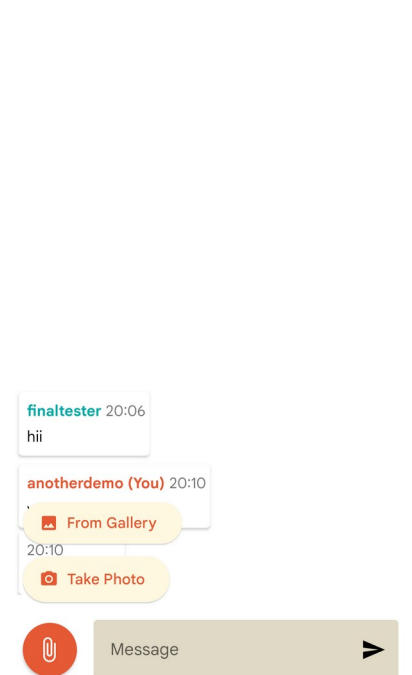 finaltester 20:06
hii
anotherdemo (You) 20:10
From Gallery
20:10
Take Photo
Message